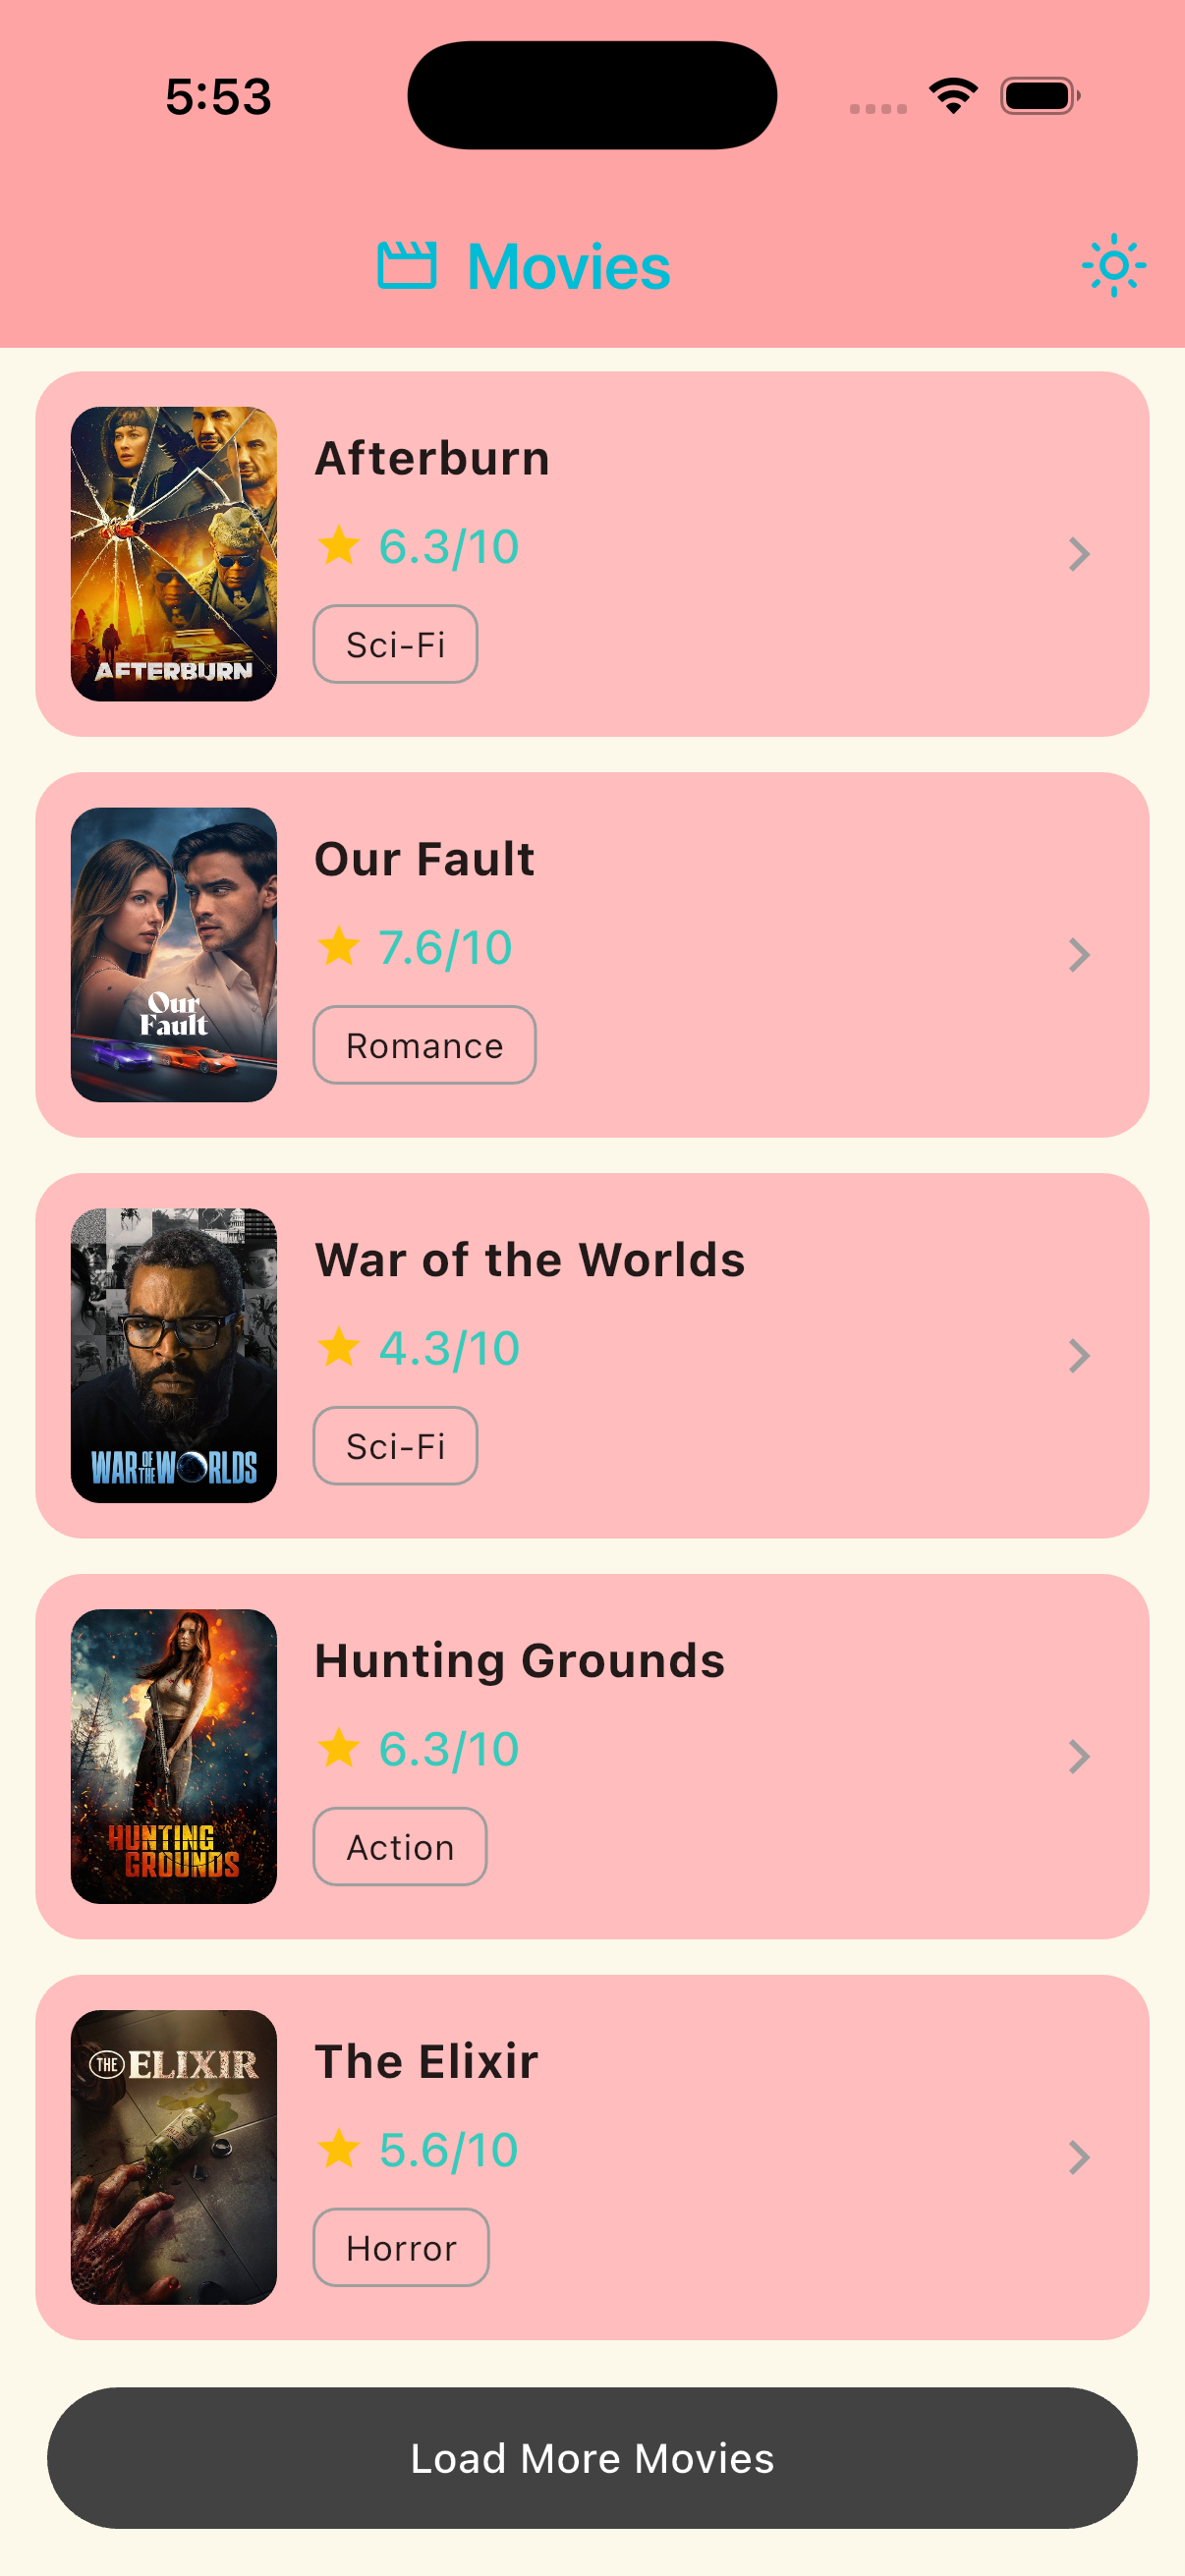 5:53
Movies
AFTERBURN
Afterburn
6.3/10
Sci-Fi
Our
Fault
Our Fault
7.6/10
Romance
WAR OF THE WORLDS
War of the Worlds
4.3/10
Sci-Fi
HUNTING
GROUNDS
Hunting Grounds
6.3/10
Action
THE ELIXIR
The Elixir
5.6/10
Horror
Load More Movies